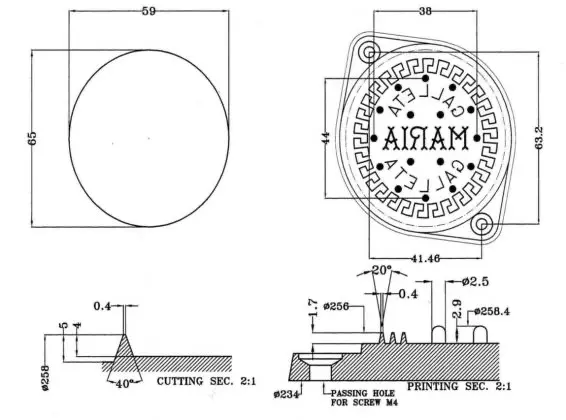 59
65
38
44
63.2
41.46
GALLETA
MARIA
GALLETA
0.4
5
4
ø258
40°
CUTTING SEC. 2:1
20°
0.4
1.7
ø256
ø2.5
2.9
ø258.4
ø234
PASSING HOLE
FOR SCREW M4
PRINTING SEC. 2:1